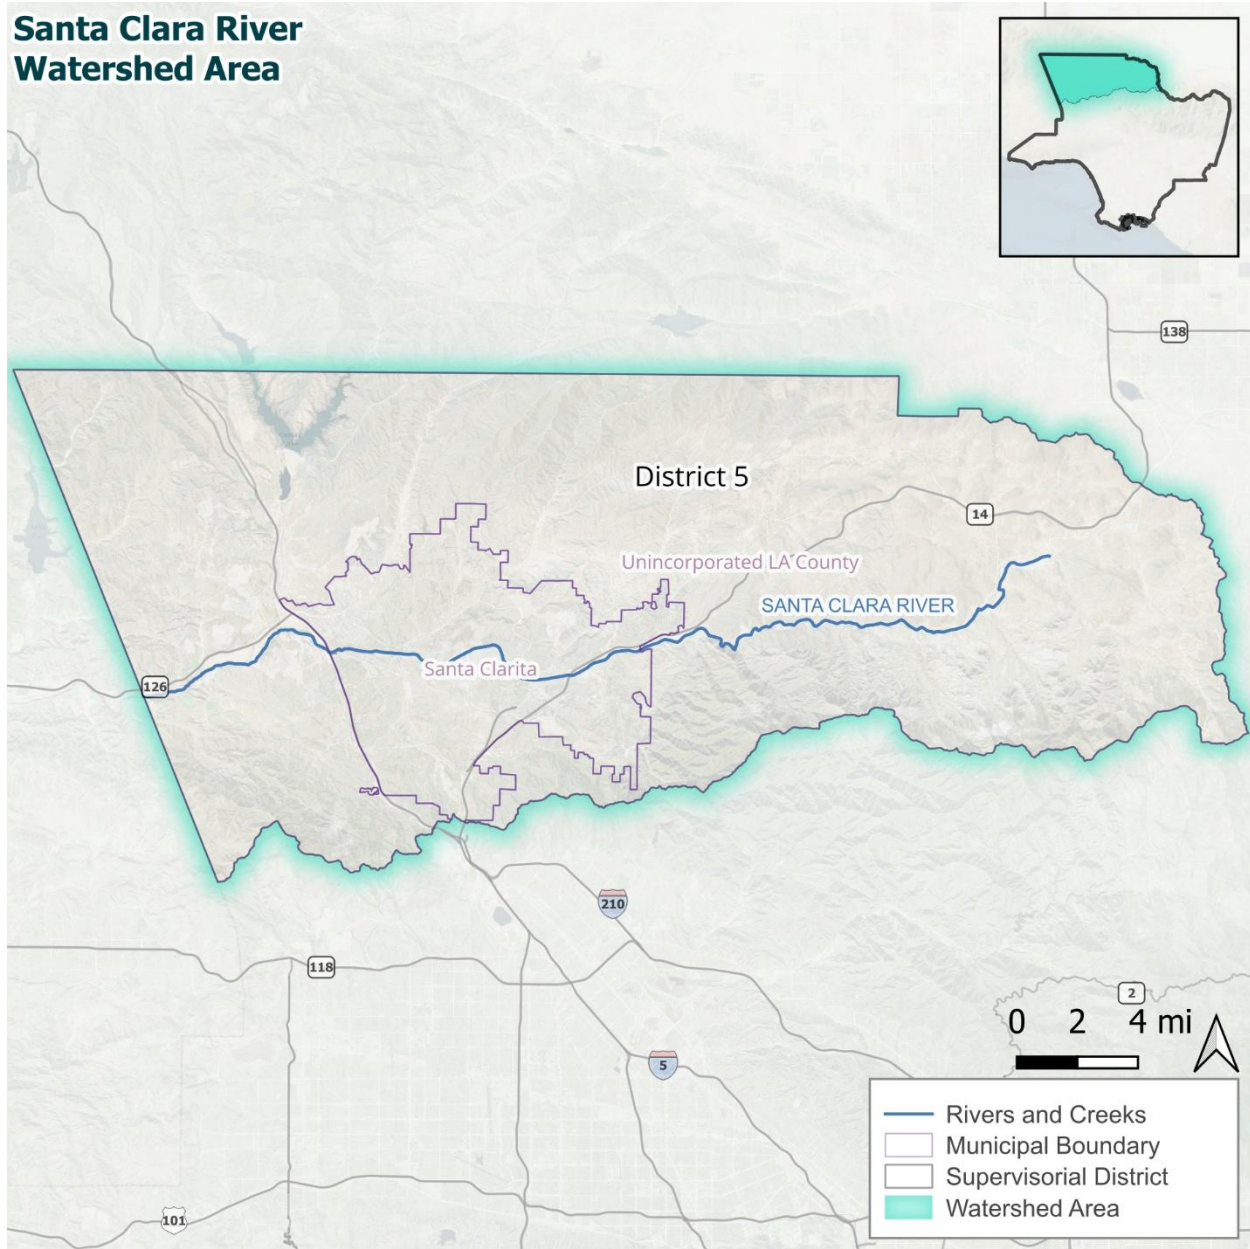 Santa Clara River
Watershed Area
138
District 5
14
Unincorporated LA County
SANTA CLARA RIVER
Santa Clarita
126
210
118
2
0 2 4 mi
5
Rivers and Creeks
Municipal Boundary
Supervisorial District
Watershed Area
101